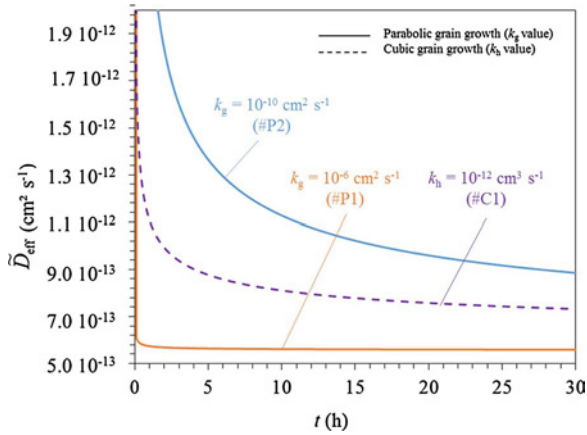 Parabolic grain growth (kg value)
Cubic grain growth (kh value)
1.9 10⁻¹²
1.7 10⁻¹²
1.5 10⁻¹²
1.3 10⁻¹²
1.1 10⁻¹²
9.0 10⁻¹³
7.0 10⁻¹³
5.0 10⁻¹³
D̃eff (cm² s⁻¹)
kg = 10⁻¹⁰ cm² s⁻¹
(#P2)
kg = 10⁻⁶ cm² s⁻¹
(#P1)
kh = 10⁻¹² cm³ s⁻¹
(#C1)
0 5 10 15 20 25 30
t (h)